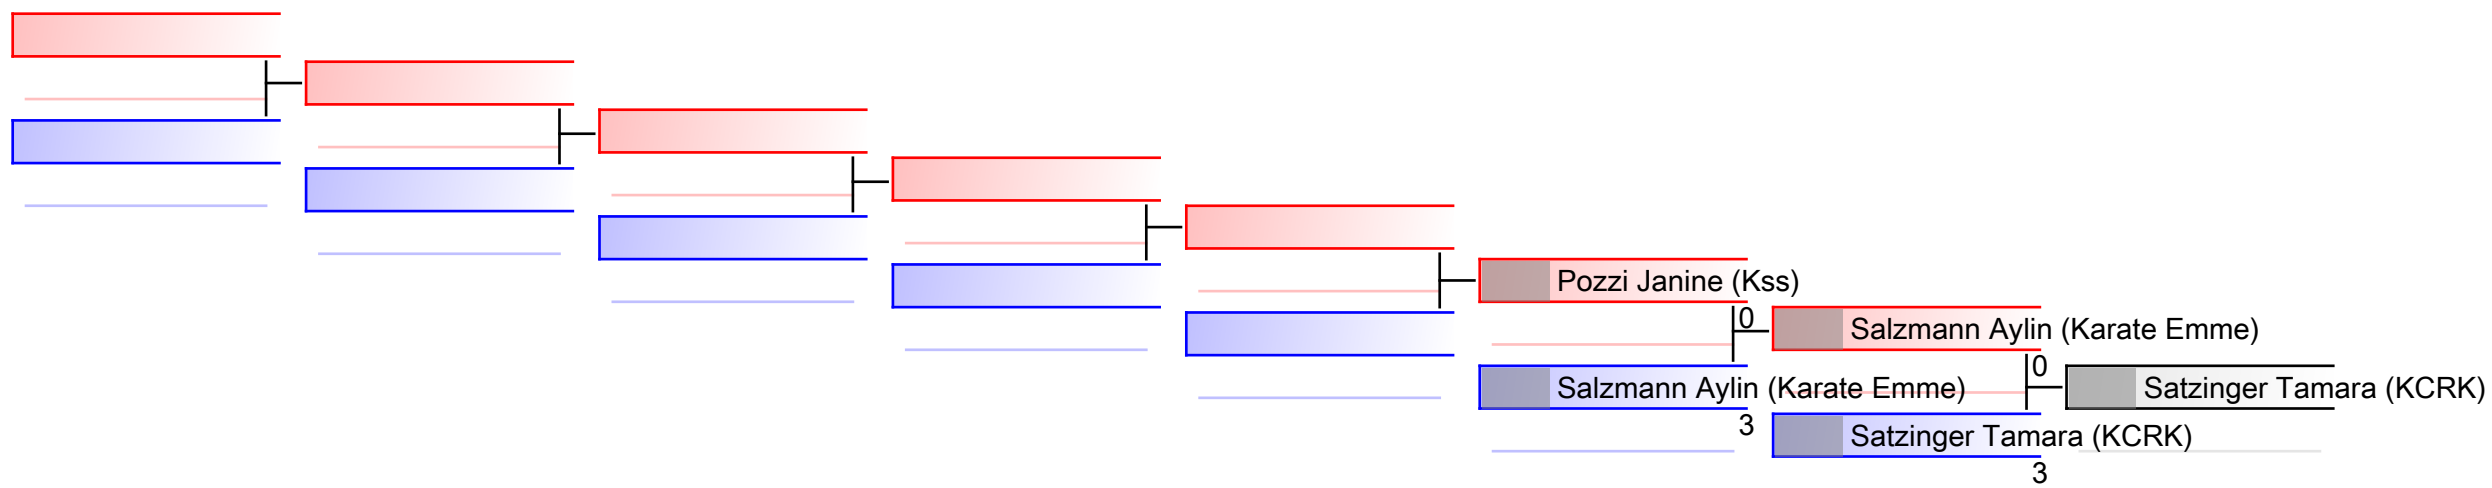 Pozzi Janine (Kss)
0
Salzmann Aylin (Karate Emme)
3
Salzmann Aylin (Karate Emme)
0
Satzinger Tamara (KCRK)
3
Satzinger Tamara (KCRK)